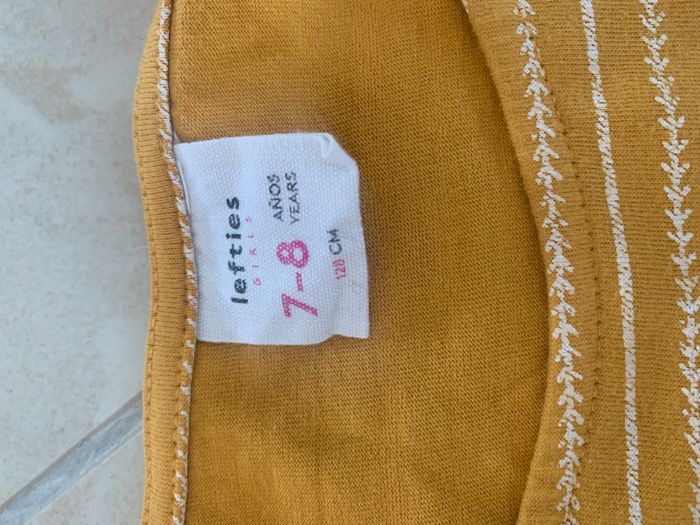 lefties
GIRLS
7-8 AÑOS
YEARS
128 CM